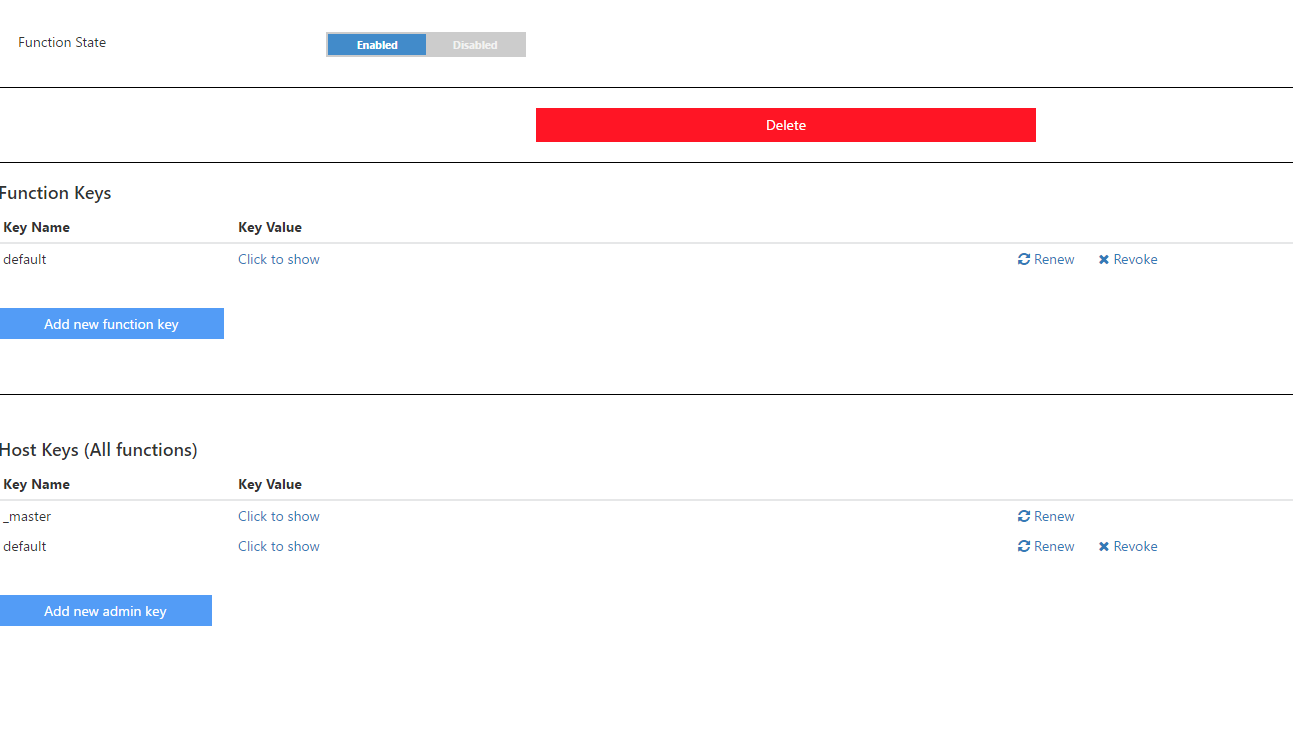 Function State Enabled Disabled
Delete
Function Keys
Key Name Key Value
default Click to show Renew Revoke
Add new function key
Host Keys (All functions)
Key Name Key Value
_master Click to show Renew
default Click to show Renew Revoke
Add new admin key